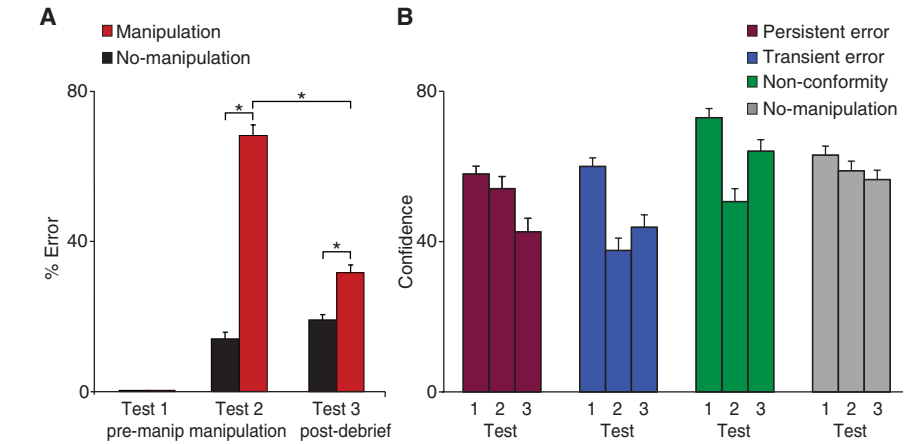 A
Manipulation
No-manipulation
80
40
0
% Error
*
*
*
Test 1
Test 2
Test 3
pre-manip
manipulation
post-debrief
B
Persistent error
Transient error
Non-conformity
No-manipulation
80
40
0
Confidence
1 2 3
1 2 3
1 2 3
1 2 3
Test
Test
Test
Test